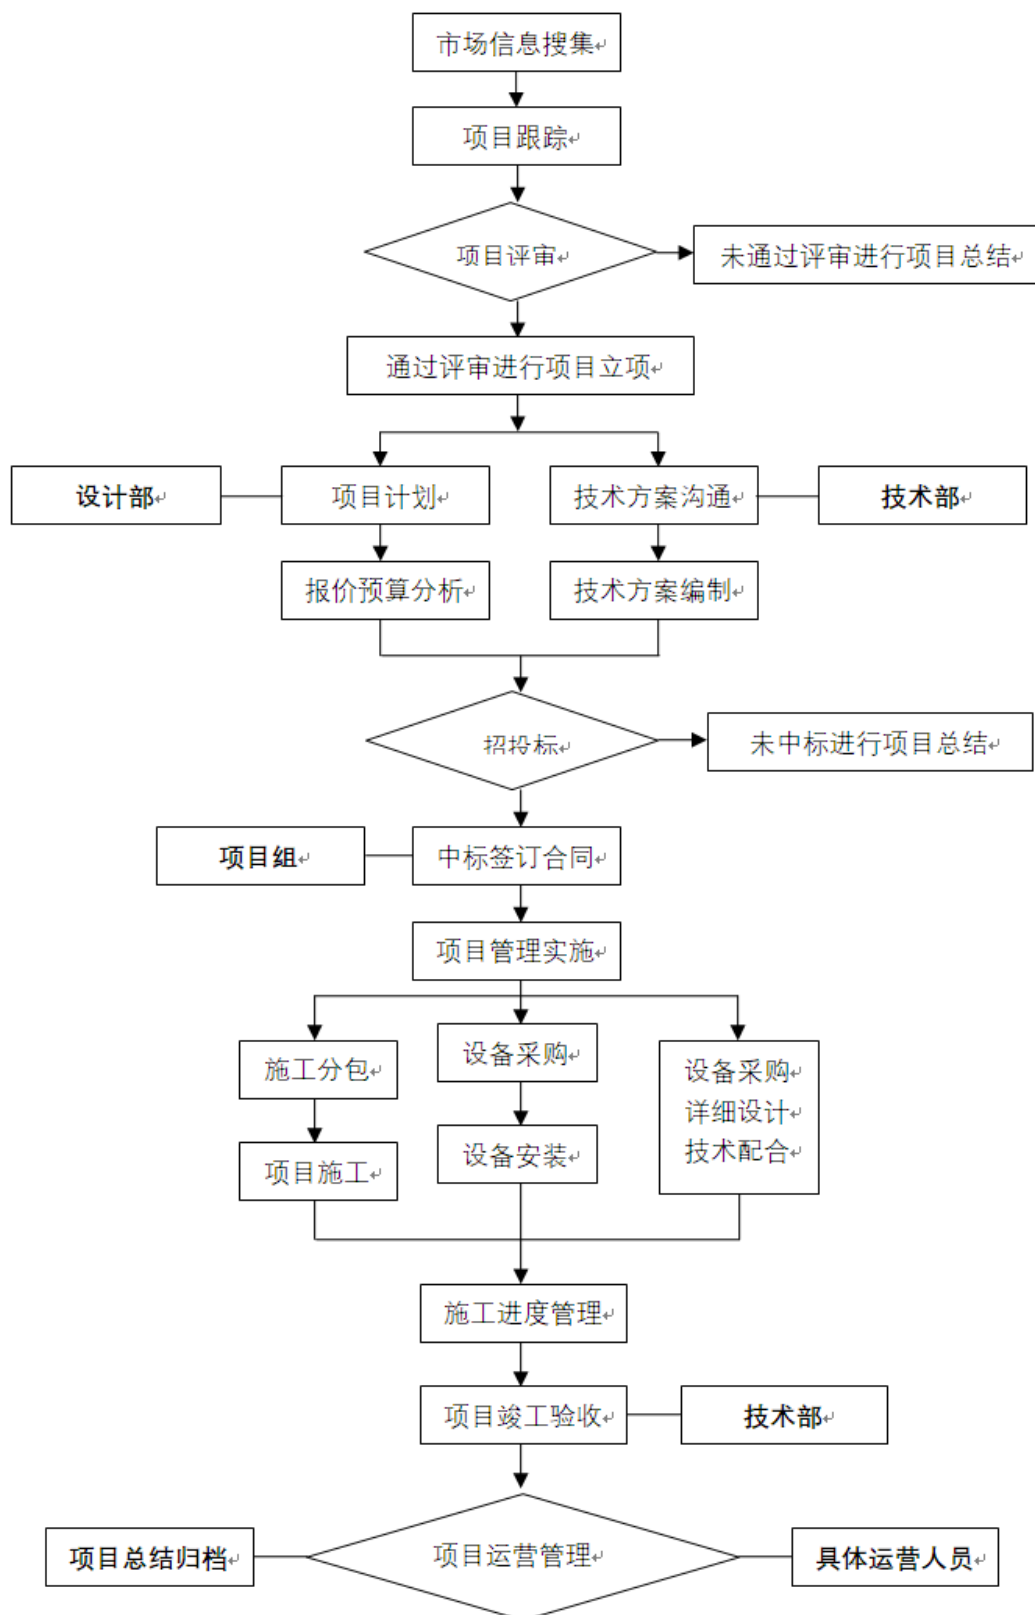 市场信息搜集
项目跟踪
项目评审
未通过评审进行项目总结
通过评审进行项目立项
设计部
项目计划
技术方案沟通
技术部
报价预算分析
技术方案编制
招投标
未中标进行项目总结
项目组
中标签订合同
项目管理实施
施工分包
设备采购
设备采购
详细设计
技术配合
项目施工
设备安装
施工进度管理
项目竣工验收
技术部
项目总结归档
项目运营管理
具体运营人员